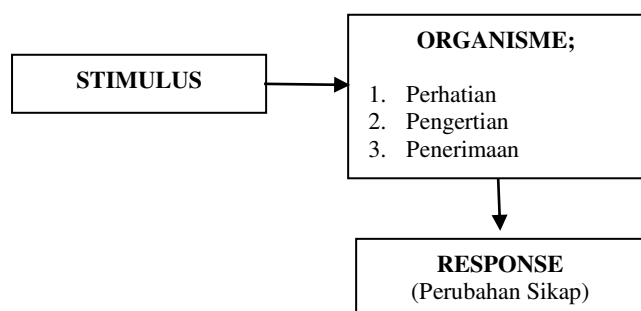 STIMULUS
ORGANISME;
1. Perhatian
2. Pengertian
3. Penerimaan
RESPONSE
(Perubahan Sikap)